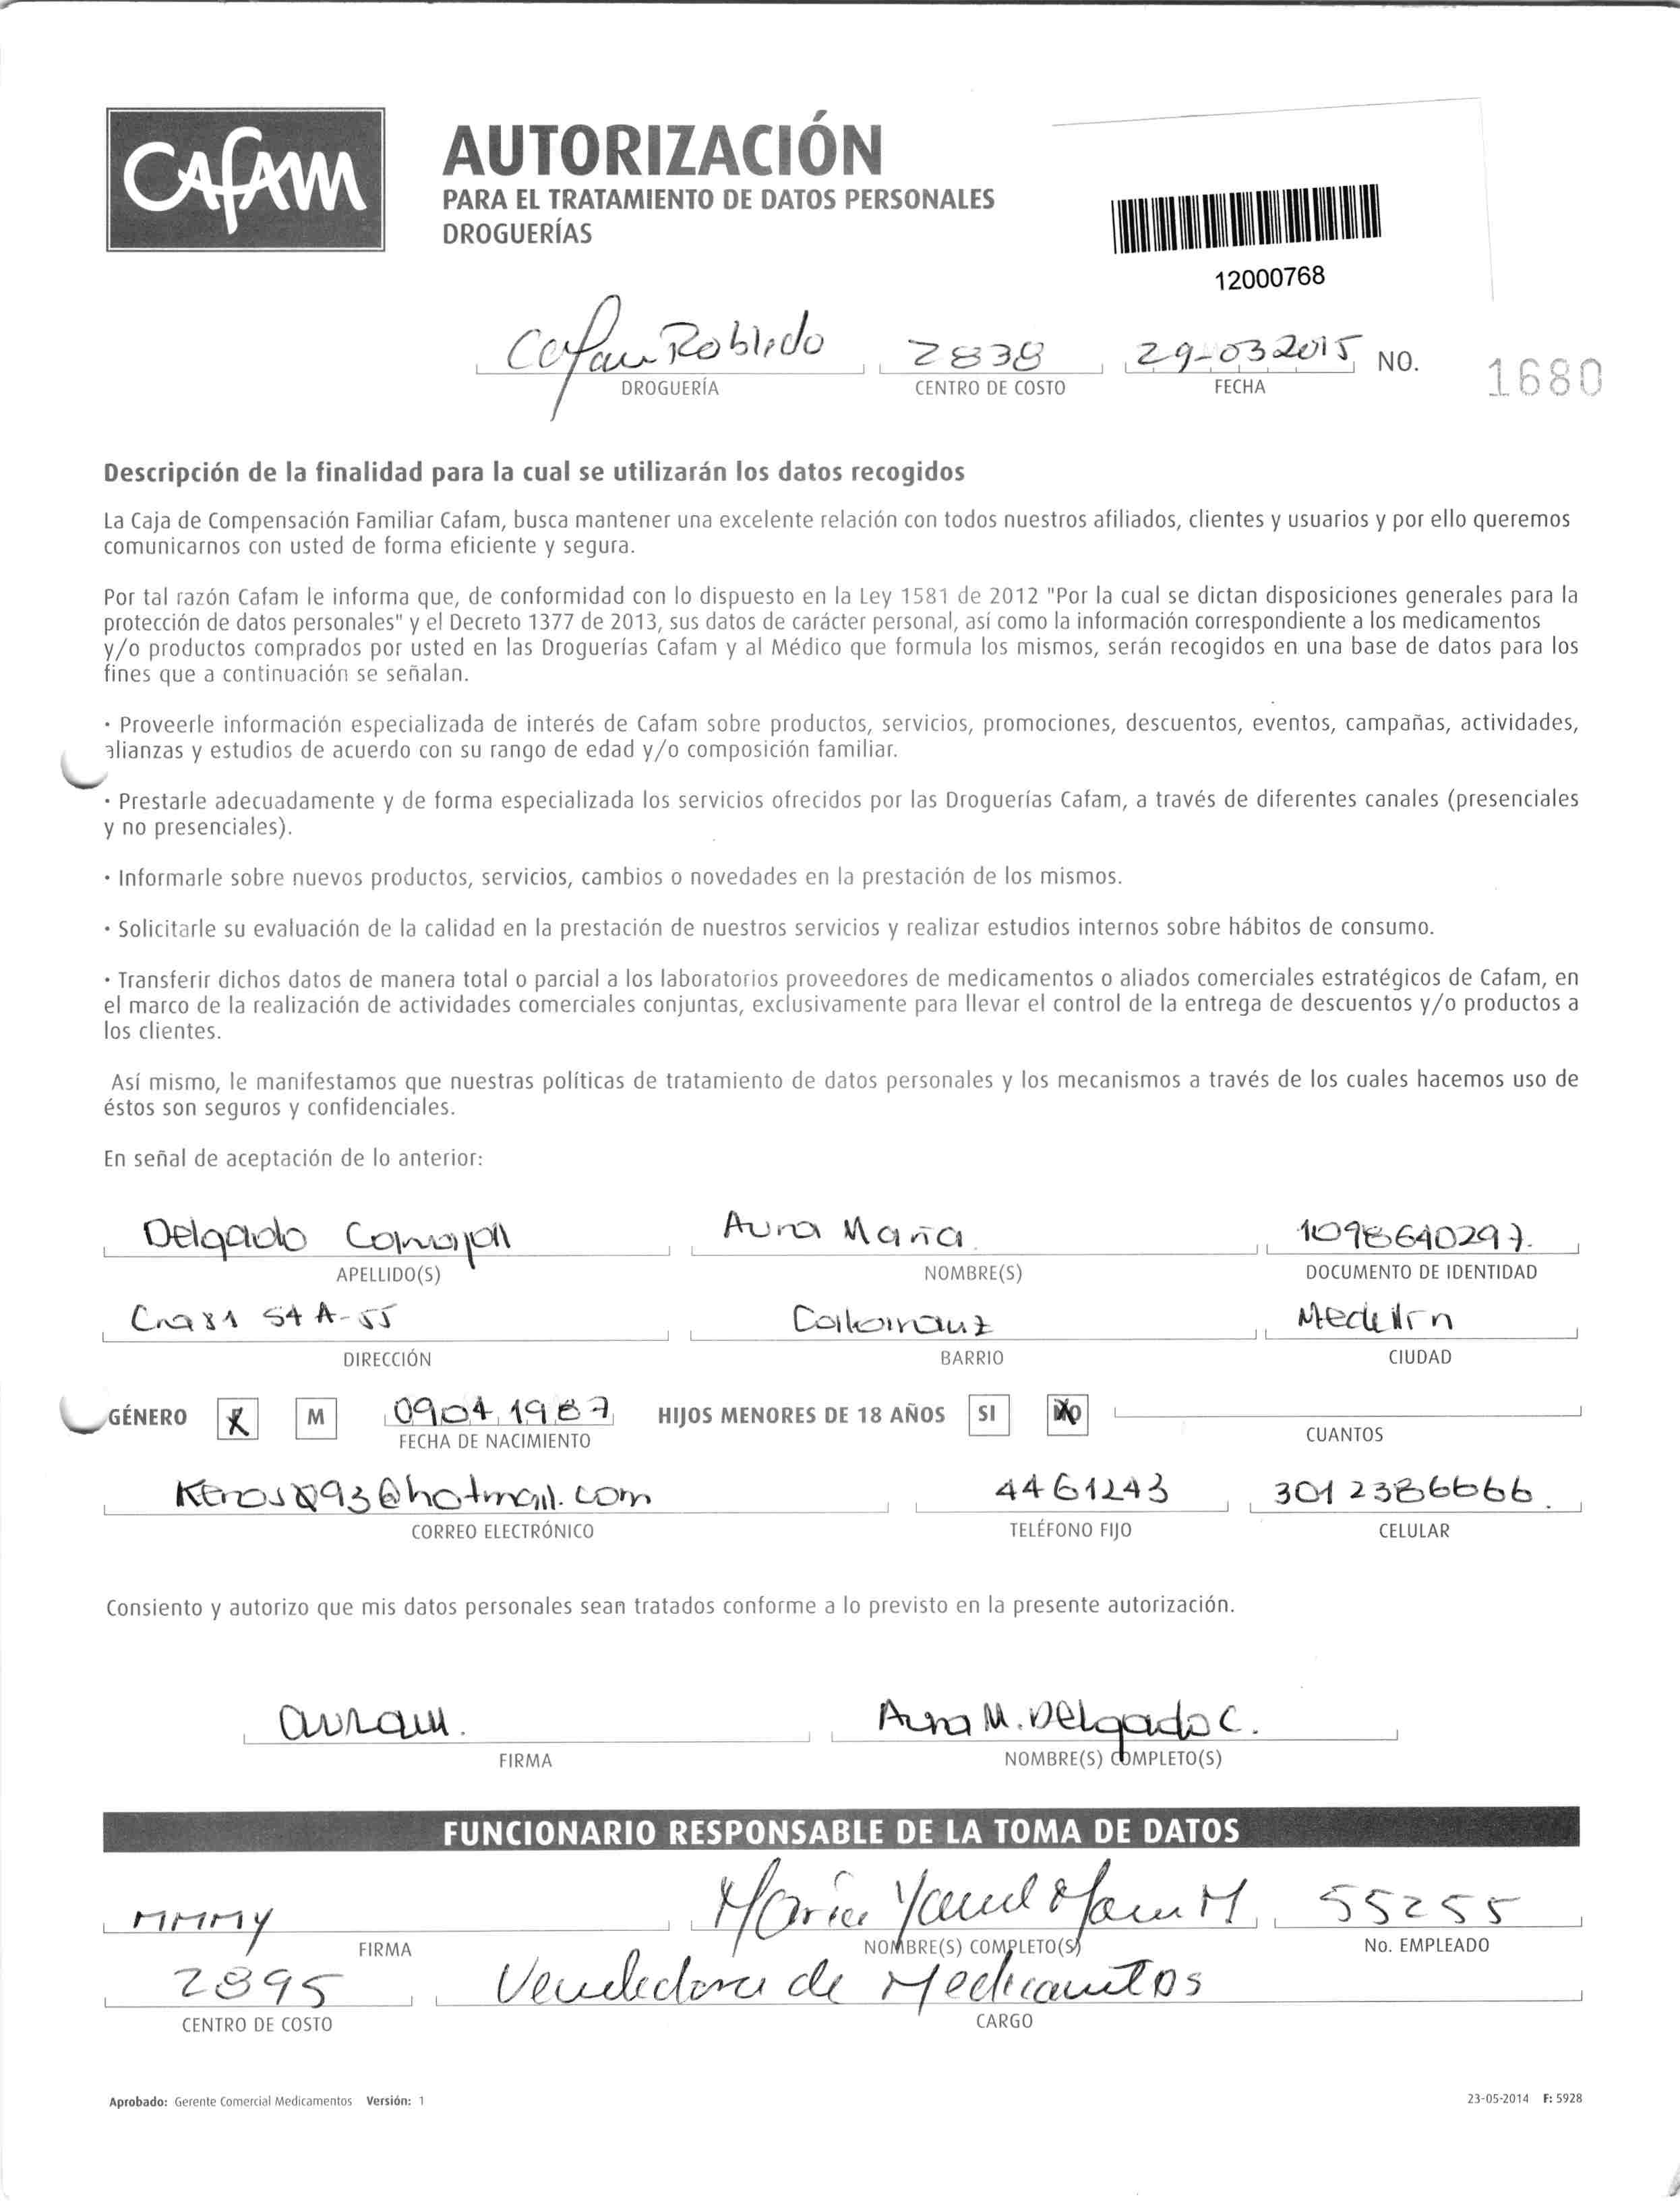 Cafam
AUTORIZACIÓN
PARA EL TRATAMIENTO DE DATOS PERSONALES
DROGUERÍAS
12000768
Cafam Robledo 2838 29-03 2015 NO. 1680
DROGUERÍA CENTRO DE COSTO FECHA
Descripción de la finalidad para la cual se utilizarán los datos recogidos
La Caja de Compensación Familiar Cafam, busca mantener una excelente relación con todos nuestros afiliados, clientes y usuarios y por ello queremos
comunicarnos con usted de forma eficiente y segura.
Por tal razón Cafam le informa que, de conformidad con lo dispuesto en la Ley 1581 de 2012 "Por la cual se dictan disposiciones generales para la
protección de datos personales" y el Decreto 1377 de 2013, sus datos de carácter personal, así como la información correspondiente a los medicamentos
y/o productos comprados por usted en las Droguerías Cafam y al Médico que formula los mismos, serán recogidos en una base de datos para los
fines que a continuación se señalan.
· Proveerle información especializada de interés de Cafam sobre productos, servicios, promociones, descuentos, eventos, campañas, actividades,
alianzas y estudios de acuerdo con su rango de edad y/o composición familiar.
· Prestarle adecuadamente y de forma especializada los servicios ofrecidos por las Droguerías Cafam, a través de diferentes canales (presenciales
y no presenciales).
· Informarle sobre nuevos productos, servicios, cambios o novedades en la prestación de los mismos.
· Solicitarle su evaluación de la calidad en la prestación de nuestros servicios y realizar estudios internos sobre hábitos de consumo.
· Transferir dichos datos de manera total o parcial a los laboratorios proveedores de medicamentos o aliados comerciales estratégicos de Cafam, en
el marco de la realización de actividades comerciales conjuntas, exclusivamente para llevar el control de la entrega de descuentos y/o productos a
los clientes.
Así mismo, le manifestamos que nuestras políticas de tratamiento de datos personales y los mecanismos a través de los cuales hacemos uso de
éstos son seguros y confidenciales.
En señal de aceptación de lo anterior:
Delgado Aura Maria 1098640297.
APELLIDO(S) NOMBRE(S) DOCUMENTO DE IDENTIDAD
Cra 81 54 A-55 Calasanz Medellin
DIRECCIÓN BARRIO CIUDAD
GÉNERO F M 09 04 1987 HIJOS MENORES DE 18 AÑOS SI NO
FECHA DE NACIMIENTO CUANTOS
@hotmail.com 4461243 3012386666.
CORREO ELECTRÓNICO TELÉFONO FIJO CELULAR
Consiento y autorizo que mis datos personales sean tratados conforme a lo previsto en la presente autorización.
Aura M. Delgado C.
FIRMA NOMBRE(S) COMPLETO(S)
FUNCIONARIO RESPONSABLE DE LA TOMA DE DATOS
MMMY Maria M 55255
FIRMA NOMBRE(S) COMPLETO(S) No. EMPLEADO
2895 Vendedora de Medicamentos
CENTRO DE COSTO CARGO
Aprobado: Gerente Comercial Medicamentos Versión: 1 23-05-2014 F: 5928